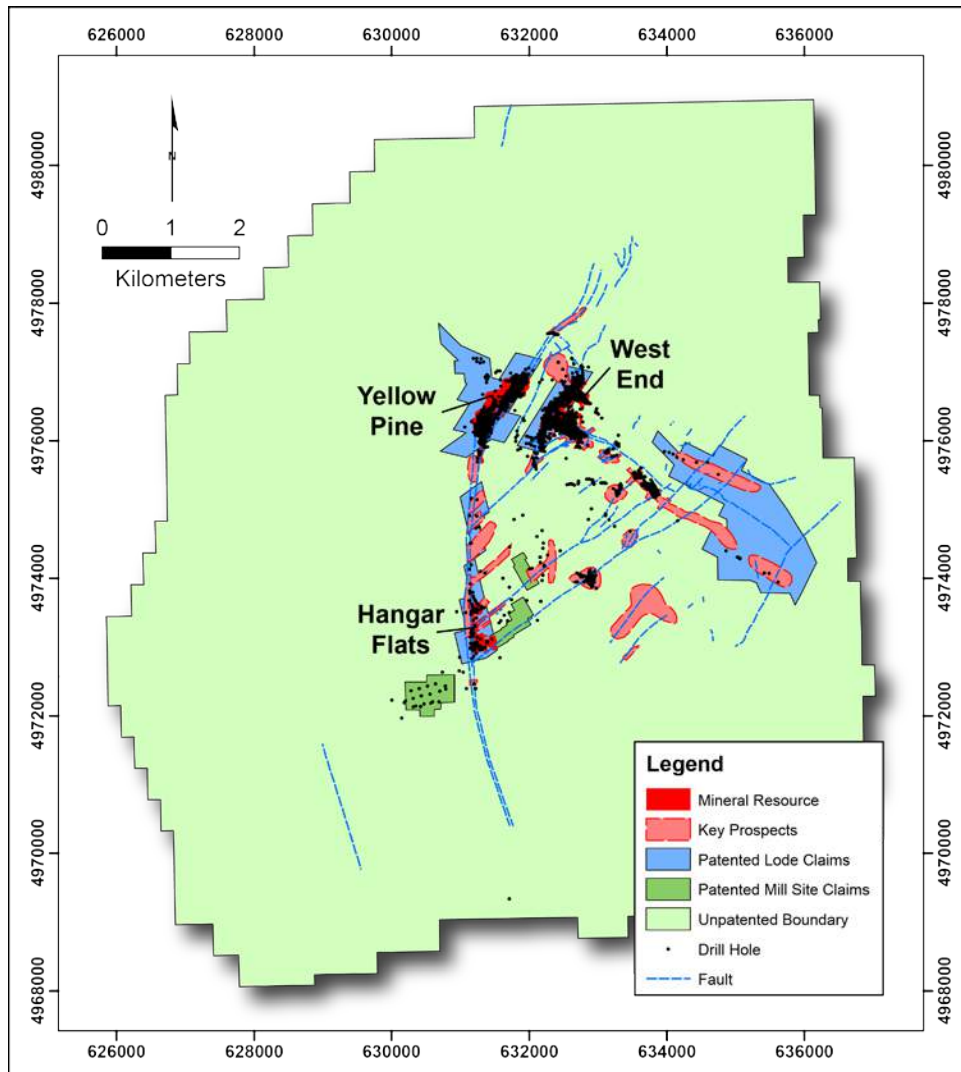 626000 628000 630000 632000 634000 636000
4980000
4980000
N
0 1 2
Kilometers
4978000
4978000
West
End
Yellow
Pine
4976000
4976000
4974000
4974000
Hangar
Flats
4972000
4972000
Legend
Mineral Resource
Key Prospects
Patented Lode Claims
Patented Mill Site Claims
Unpatented Boundary
Drill Hole
Fault
4970000
4970000
4968000
4968000
626000 628000 630000 632000 634000 636000